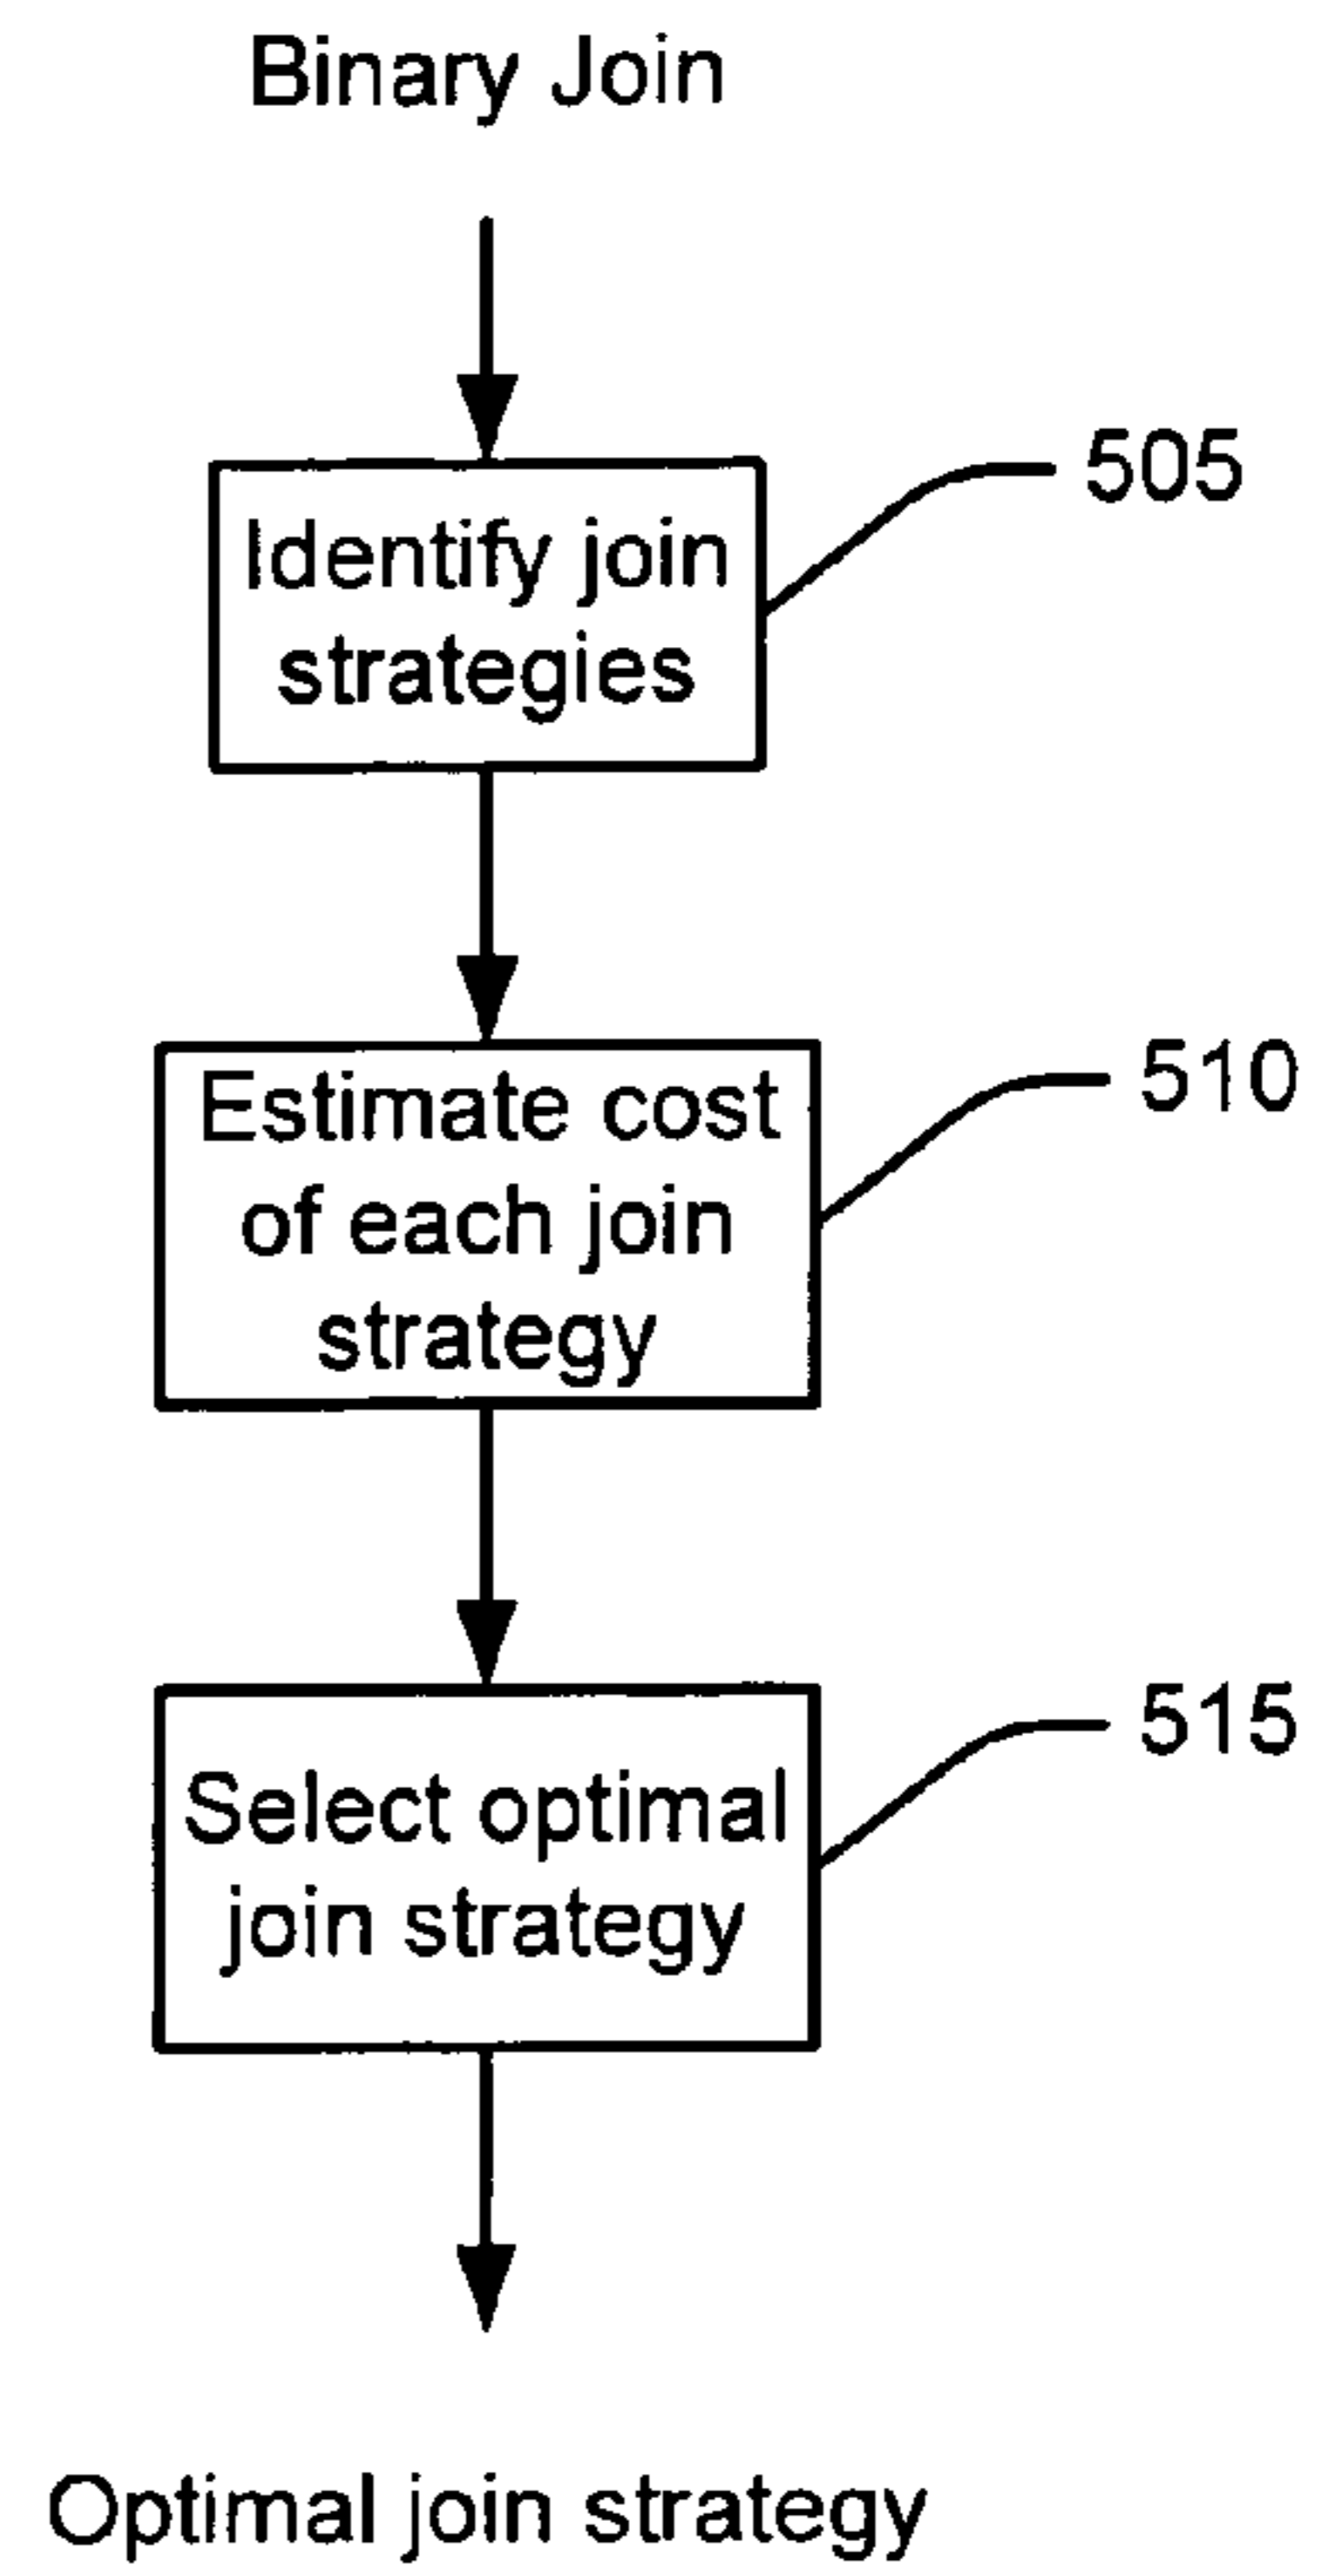 Binary Join
505
Identify join
strategies
510
Estimate cost
of each join
strategy
515
Select optimal
join strategy
Optimal join strategy